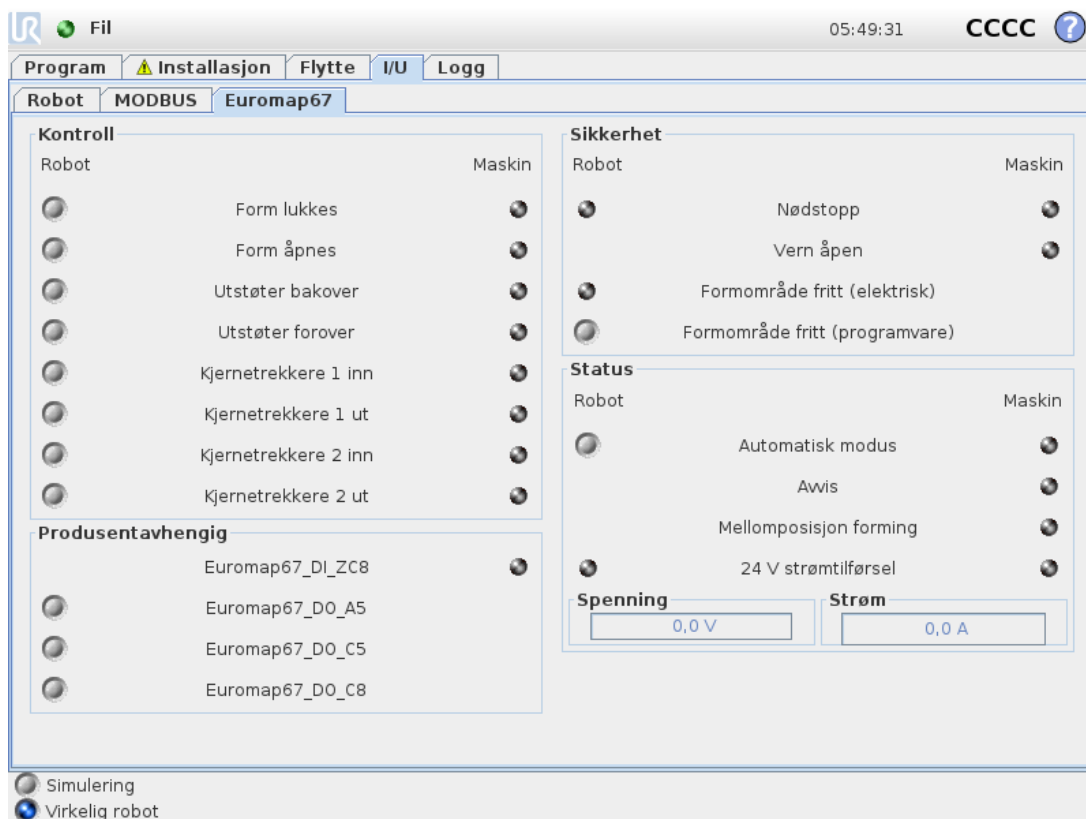 UR Fil 05:49:31 CCCC ?
Program Installasjon Flytte I/U Logg
Robot MODBUS Euromap67
Kontroll
Robot Maskin
Form lukkes
Form åpnes
Utstøter bakover
Utstøter forover
Kjernetrekkere 1 inn
Kjernetrekkere 1 ut
Kjernetrekkere 2 inn
Kjernetrekkere 2 ut
Produsentavhengig
Euromap67_DI_ZC8
Euromap67_DO_A5
Euromap67_DO_C5
Euromap67_DO_C8
Sikkerhet
Robot Maskin
Nødstopp
Vern åpen
Formområde fritt (elektrisk)
Formområde fritt (programvare)
Status
Robot Maskin
Automatisk modus
Avvis
Mellomposisjon forming
24 V strømtilførsel
Spenning Strøm
0,0 V 0,0 A
Simulering
Virkelig robot